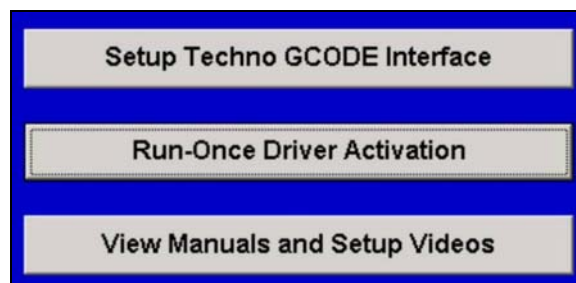 Setup Techno GCODE Interface
Run-Once Driver Activation
View Manuals and Setup Videos